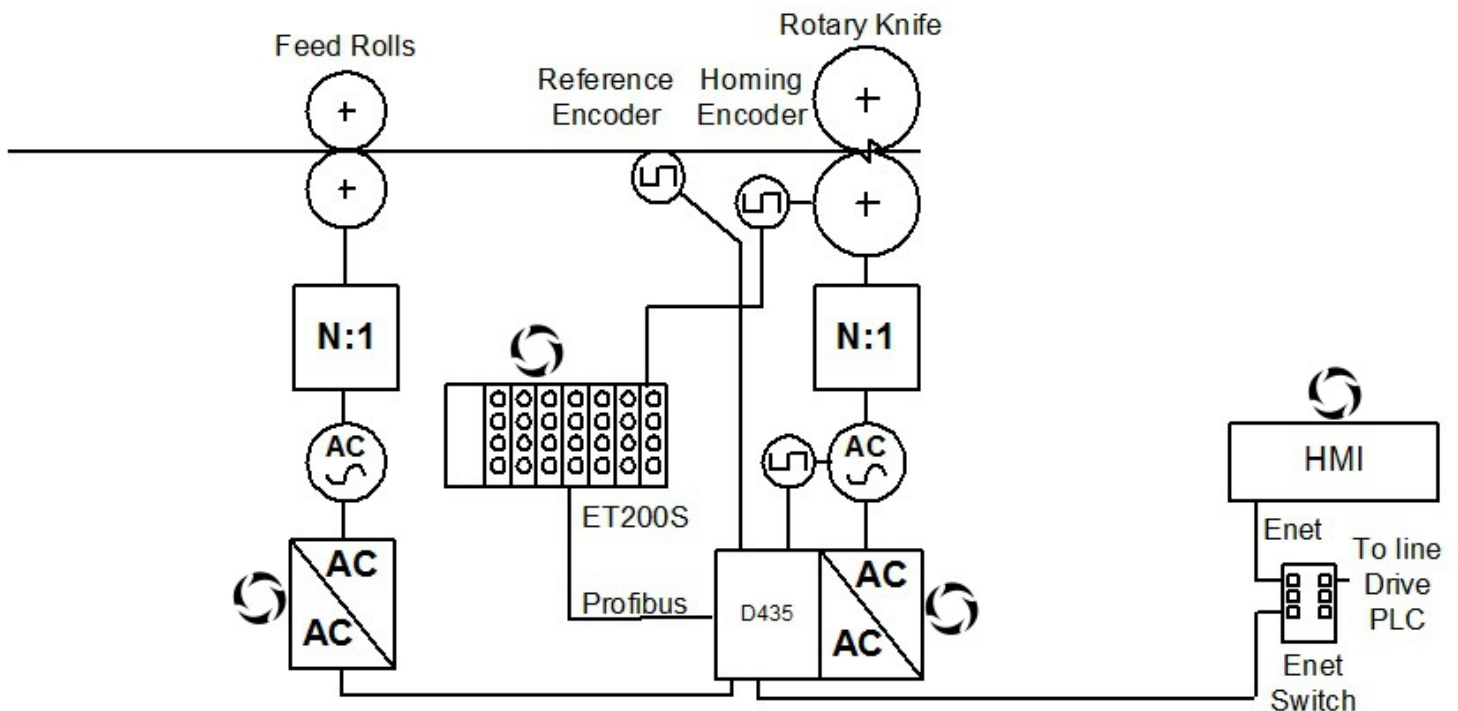 Feed Rolls
Rotary Knife
Reference
Encoder
Homing
Encoder
N:1
N:1
AC
AC
HMI
ET200S
Enet
To line
Drive
PLC
AC
AC
Profibus
D435
AC
AC
Enet
Switch